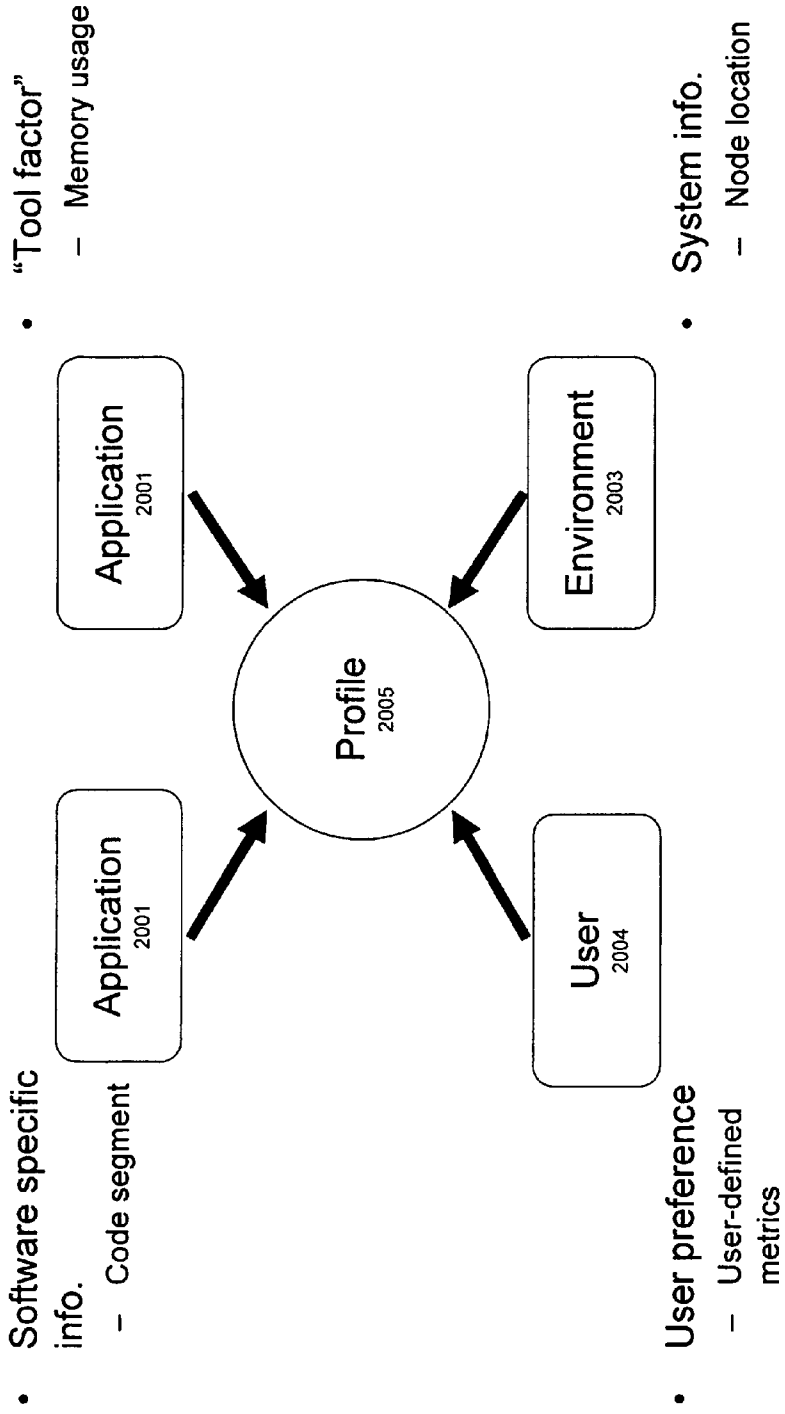 • Software specific
info.
– Code segment
Application
2001
Application
2001
• “Tool factor”
– Memory usage
Profile
2005
• User preference
– User-defined
metrics
User
2004
Environment
2003
• System info.
– Node location